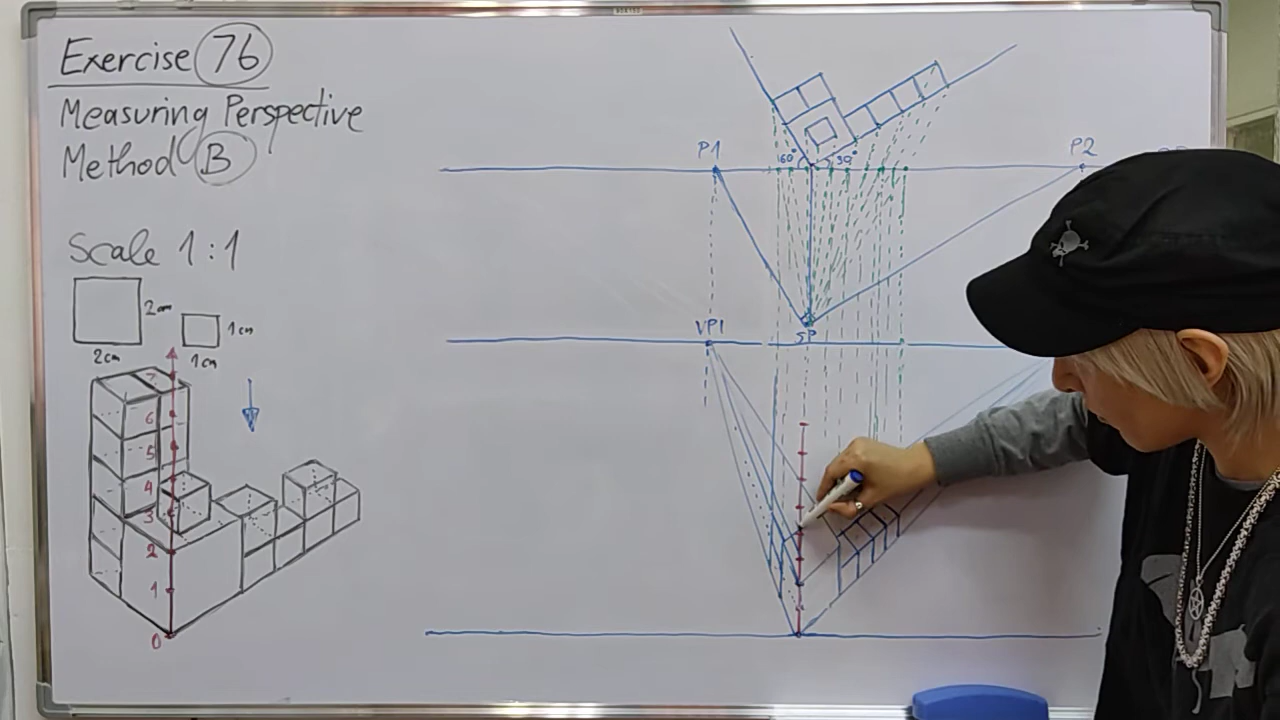 Exercise 76
Measuring Perspective
Method B
Scale 1:1
2cm
1cm
2cm
1cm
7
6
5
4
3
2
1
0
P1
60°
30°
P2
SP
VP1